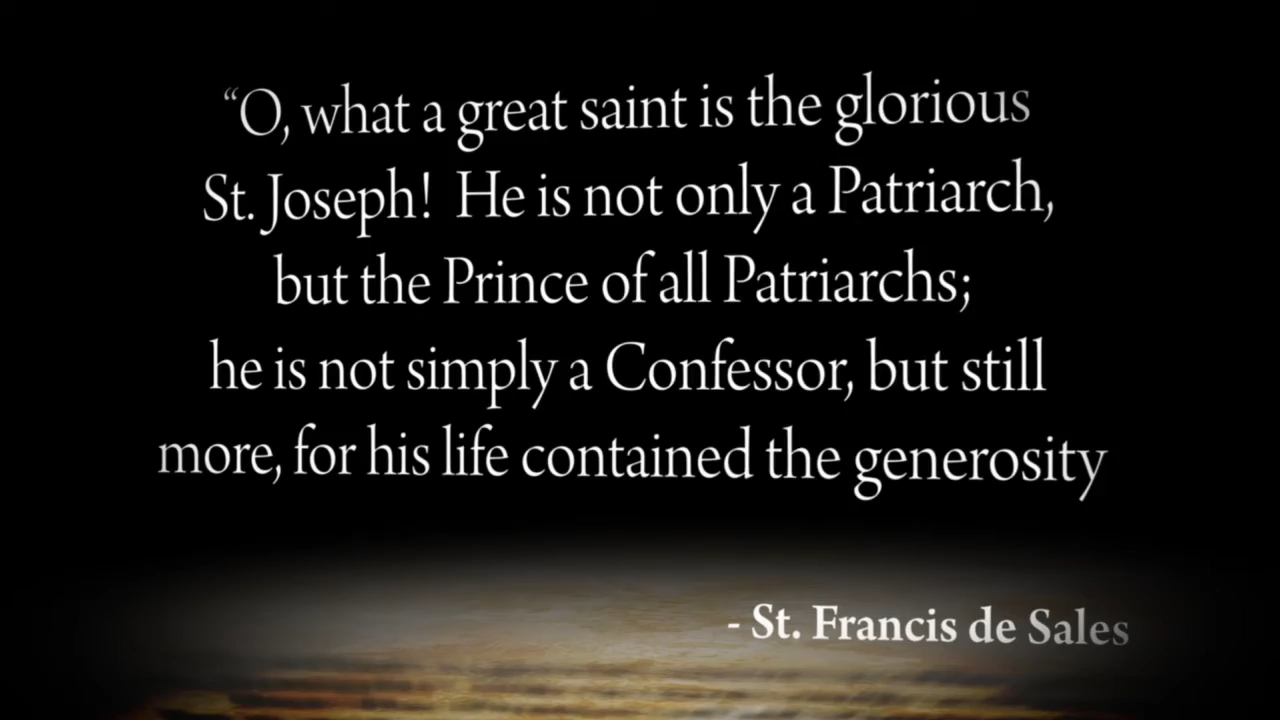 “O, what a great saint is the glorious
St. Joseph! He is not only a Patriarch,
but the Prince of all Patriarchs;
he is not simply a Confessor, but still
more, for his life contained the generosity
- St. Francis de Sales